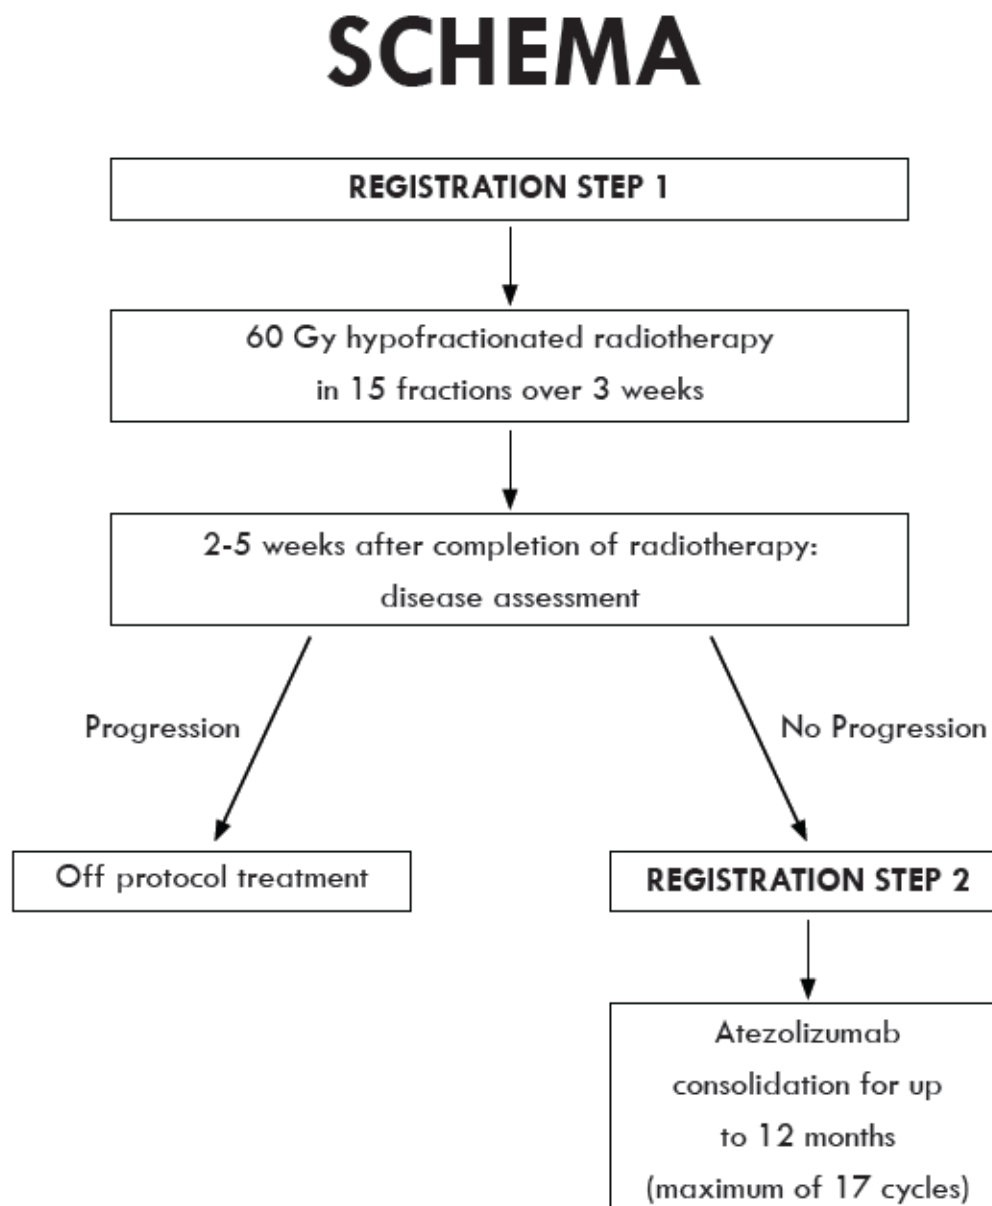 SCHEMA
REGISTRATION STEP 1
60 Gy hypofractionated radiotherapy
in 15 fractions over 3 weeks
2-5 weeks after completion of radiotherapy:
disease assessment
Progression
No Progression
Off protocol treatment
REGISTRATION STEP 2
Atezolizumab
consolidation for up
to 12 months
(maximum of 17 cycles)